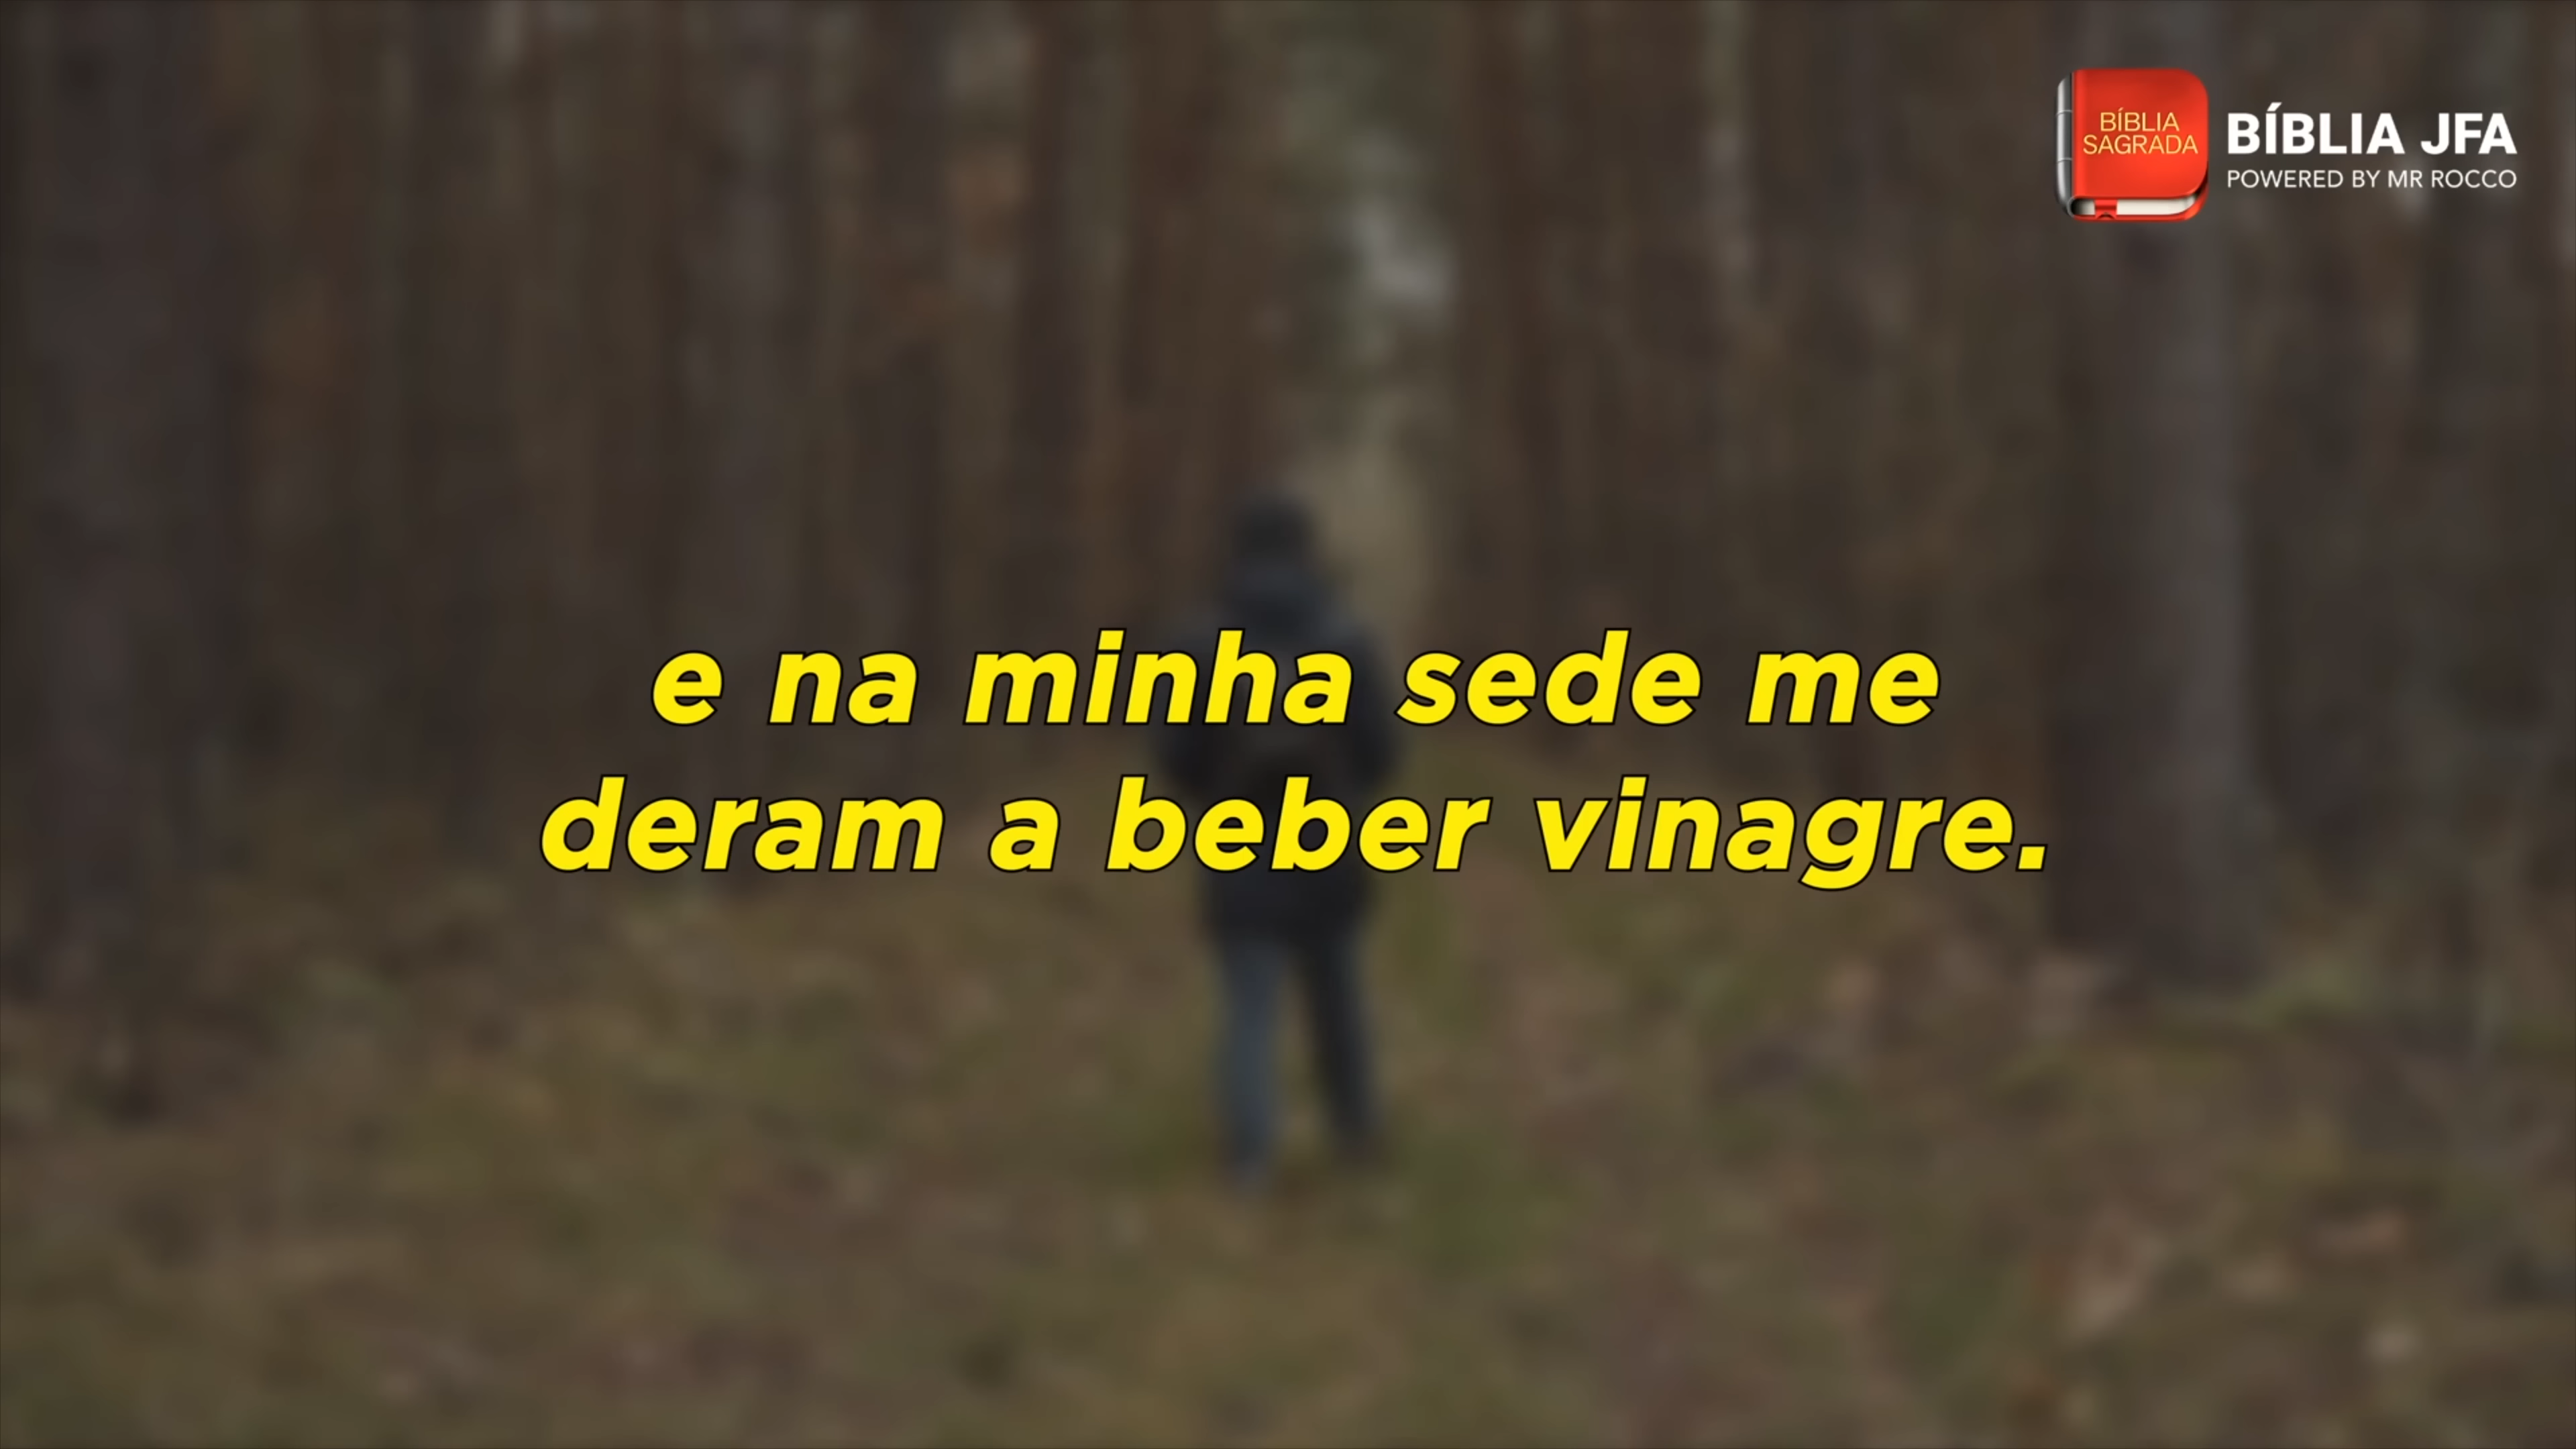 BÍBLIA
SAGRADA
BÍBLIA JFA
POWERED BY MR ROCCO
e na minha sede me
deram a beber vinagre.